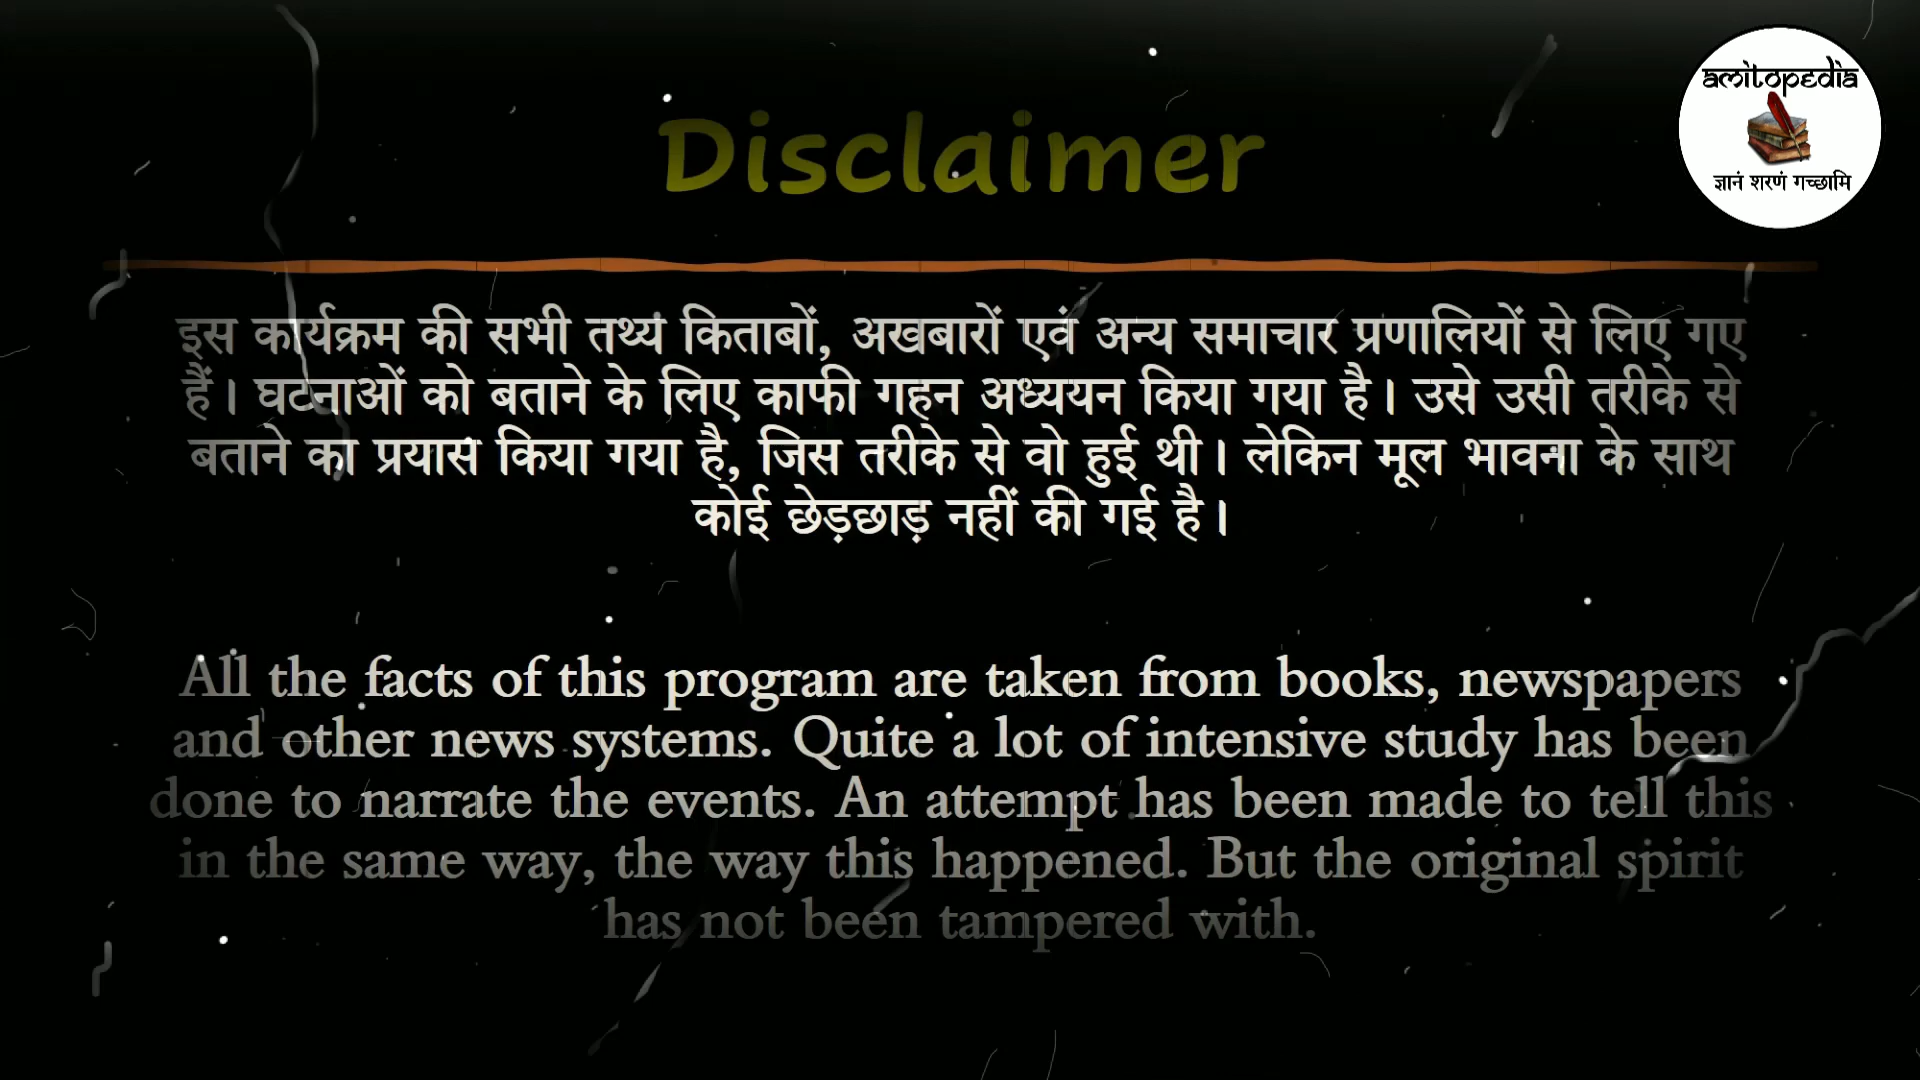 amitopedia
ज्ञानं शरणं गच्छामि
Disclaimer
इस कार्यक्रम की सभी तथ्यं किताबों, अखबारों एवं अन्य समाचार प्रणालियों से लिए गए
हैं। घटनाओं को बताने के लिए काफी गहन अध्ययन किया गया है। उसे उसी तरीके से
बताने का प्रयास किया गया है, जिस तरीके से वो हुई थी। लेकिन मूल भावना के साथ
कोई छेड़छाड़ नहीं की गई है।
All the facts of this program are taken from books, newspapers
and other news systems. Quite a lot of intensive study has been
done to narrate the events. An attempt has been made to tell this
in the same way, the way this happened. But the original spirit
has not been tampered with.